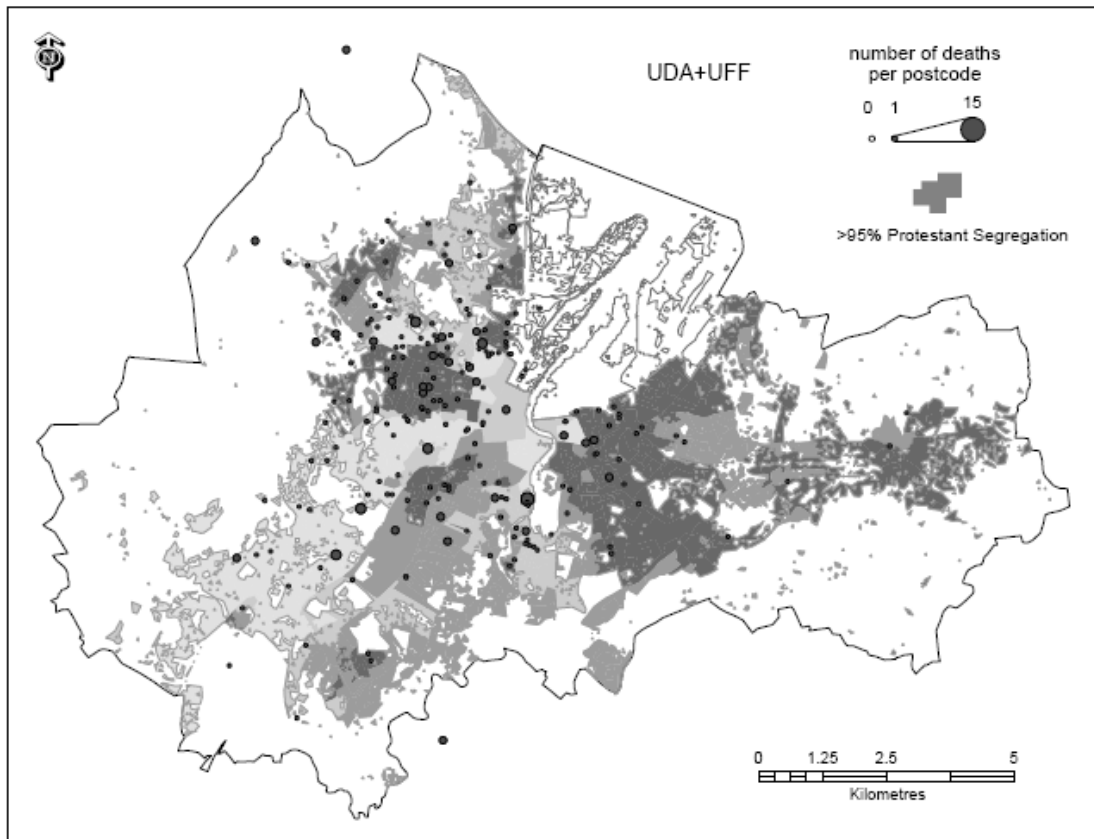 N
UDA+UFF
number of deaths
per postcode
0 1 15
>95% Protestant Segregation
0 1.25 2.5 5
Kilometres